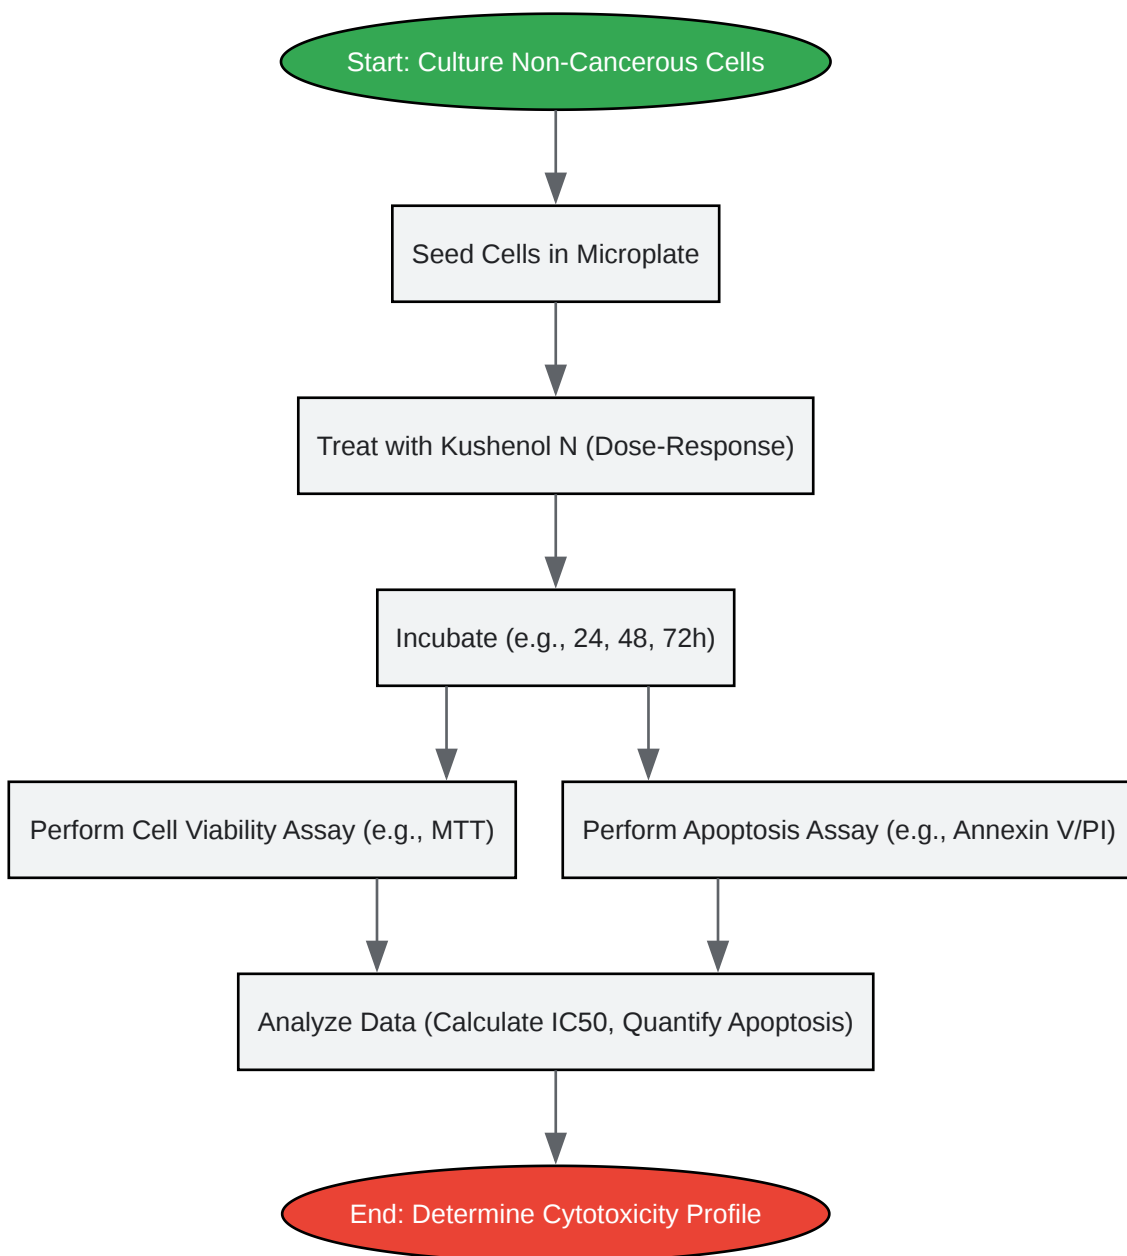 Start: Culture Non-Cancerous Cells
Seed Cells in Microplate
Treat with Kushenol N (Dose-Response)
Incubate (e.g., 24, 48, 72h)
Perform Cell Viability Assay (e.g., MTT)
Perform Apoptosis Assay (e.g., Annexin V/PI)
Analyze Data (Calculate IC50, Quantify Apoptosis)
End: Determine Cytotoxicity Profile